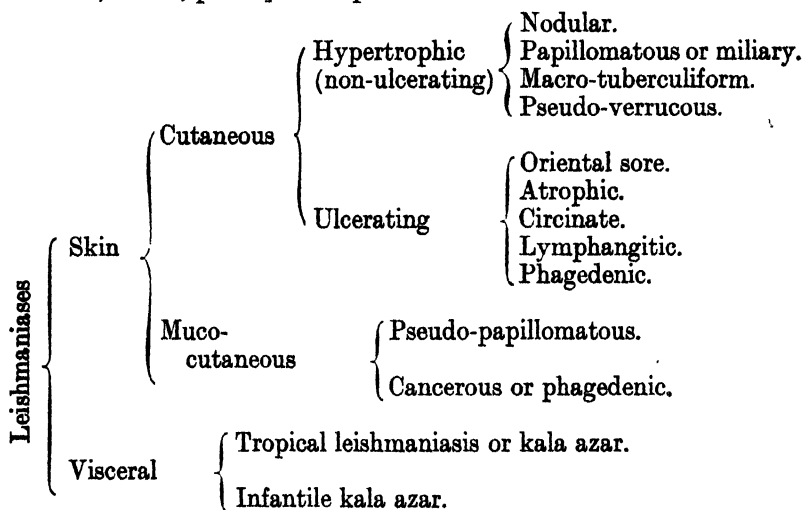 Nodular.
Hypertrophic
Papillomatous or miliary.
(non-ulcerating)
Macro-tuberculiform.
Pseudo-verrucous.
Cutaneous
Oriental sore.
Atrophic.
Ulcerating
Circinate.
Lymphangitic.
Phagedenic.
Skin
Leishmaniases
Muco-
cutaneous
Pseudo-papillomatous.
Cancerous or phagedenic.
Tropical leishmaniasis or kala azar.
Visceral
Infantile kala azar.